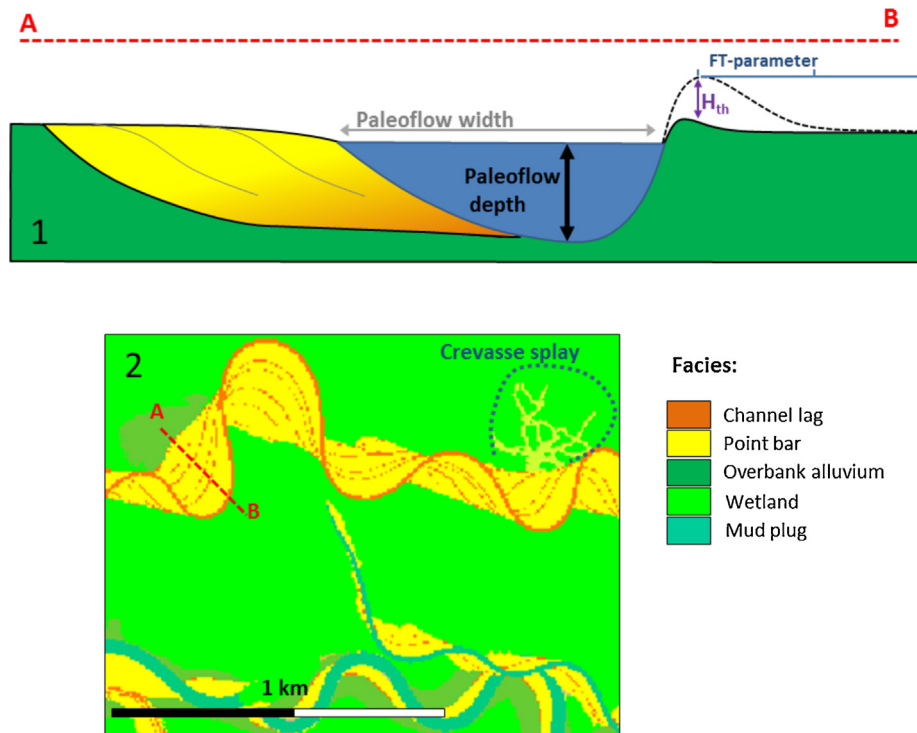 A
B
FT-parameter
H_th
Paleoflow width
Paleoflow
depth
1
2
Crevasse splay
A
B
1 km
Facies:
Channel lag
Point bar
Overbank alluvium
Wetland
Mud plug